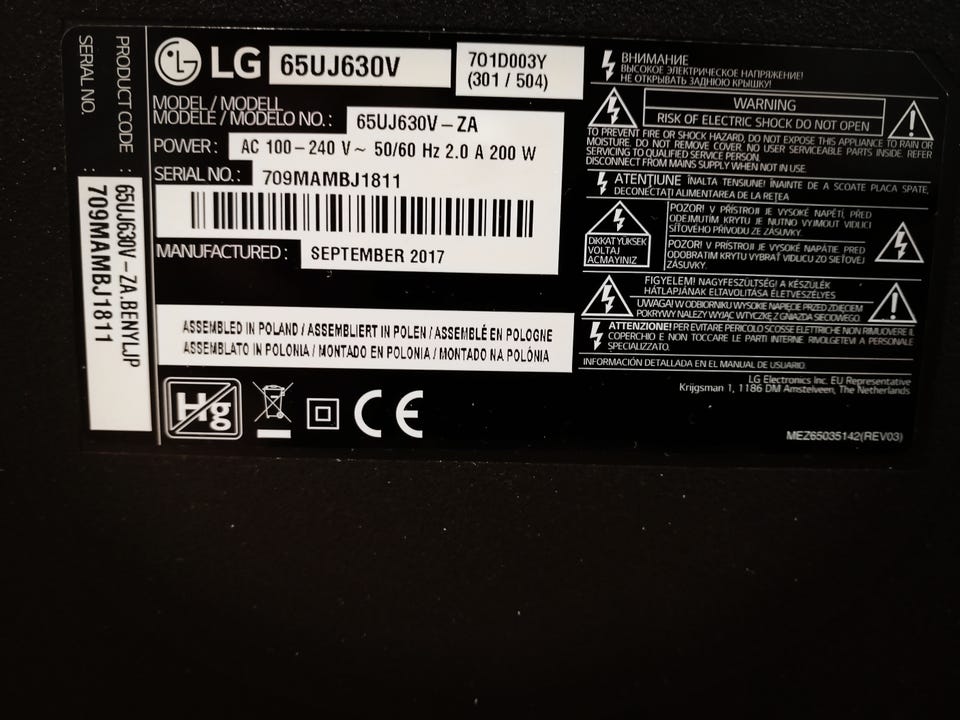 PRODUCT CODE : 65UJ630V-ZA.BENYLJP
SERIAL NO. : 709MAMBJ1811
LG 65UJ630V
701D003Y
(301 / 504)
MODEL / MODELL
MODELE / MODELO NO. : 65UJ630V-ZA
POWER : AC 100-240 V ~ 50/60 Hz 2.0 A 200 W
SERIAL NO. : 709MAMBJ1811
MANUFACTURED : SEPTEMBER 2017
ASSEMBLED IN POLAND / ASSEMBLIERT IN POLEN / ASSEMBLÉ EN POLOGNE
ASSEMBLATO IN POLONIA / MONTADO EN POLONIA / MONTADO NA POLÓNIA
Hg
CE
ВНИМАНИЕ
ВЫСОКОЕ ЭЛЕКТРИЧЕСКОЕ НАПРЯЖЕНИЕ!
НЕ ОТКРЫВАТЬ ЗАДНЮЮ КРЫШКУ!
WARNING
RISK OF ELECTRIC SHOCK DO NOT OPEN
TO PREVENT FIRE OR SHOCK HAZARD, DO NOT EXPOSE THIS APPLIANCE TO RAIN OR
MOISTURE. DO NOT REMOVE COVER. NO USER SERVICEABLE PARTS INSIDE. REFER
SERVICING TO QUALIFIED SERVICE PERSON.
DISCONNECT FROM MAINS SUPPLY WHEN NOT IN USE.
ATENŢIUNE ÎNALTA TENSIUNE! ÎNAINTE DE A SCOATE PLACA SPATE,
DECONECTAŢI ALIMENTAREA DE LA REŢEA
DiKKAT YÜKSEK
VOLTAJ
AÇMAYINIZ
POZOR! V PŘÍSTROJI JE VYSOKÉ NAPĚTÍ, PŘED
ODEJMUTÍM KRYTU JE NUTNO VYJMOUT VIDLICI
SÍŤOVÉHO PŘÍVODU ZE ZÁSUVKY.
POZOR! V PRÍSTROJI JE VYSOKÉ NAPÄTIE. PRED
ODOBRATIM KRYTU VYBRAŤ VIDLICU ZO SIEŤOVEJ
ZÁSUVKY.
FIGYELEM! NAGYFESZÜLTSÉG! A KÉSZÜLÉK
HÁTLAPJÁNAK ELTÁVOLÍTÁSA ÉLETVESZÉLYES
UWAGA! W ODBIORNIKU WYSOKIE NAPIĘCIE PRZED ZDJĘCIEM
POKRYWY NALEŻY WYJĄĆ WTYCZKĘ Z GNIAZDA SIECIOWEGO.
ATTENZIONE! PER EVITARE PERICOLO SCOSSE ELETTRICHE NON RIMUOVERE IL
COPERCHIO E NON TOCCARE LE PARTI INTERNE RIVOLGETEVI A PERSONALE
SPECIALIZZATO.
INFORMACIÓN DETALLADA EN EL MANUAL DE USUARIO.
LG Electronics Inc. EU Representative
Krijgsman 1, 1186 DM Amstelveen, The Netherlands
MEZ65035142(REV03)